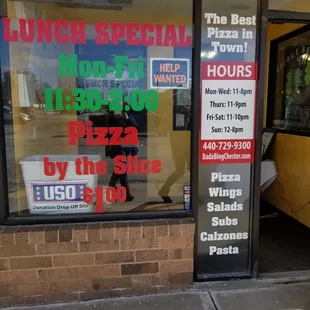 LUNCH SPECIAL
Mon-Fri
11:30-2:00
Pizza
by the Slice
$1.00
HELP
WANTED
USO
Donation Drop Off Site
The Best
Pizza in
Town!
HOURS
Mon-Wed: 11-8pm
Thurs: 11-9pm
Fri-Sat: 11-10pm
Sun: 12-8pm
440-729-9300
BadaBingChester.com
Pizza
Wings
Salads
Subs
Calzones
Pasta